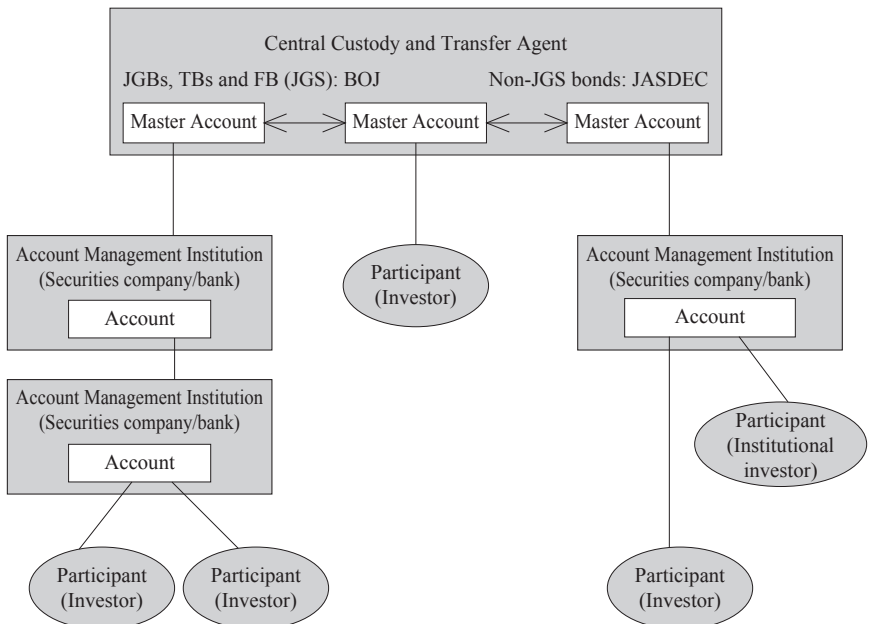 Central Custody and Transfer Agent
JGBs, TBs and FB (JGS): BOJ
Non-JGS bonds: JASDEC
Master Account
Master Account
Master Account
Account Management Institution
(Securities company/bank)
Account
Participant
(Investor)
Account Management Institution
(Securities company/bank)
Account
Account Management Institution
(Securities company/bank)
Account
Participant
(Institutional
investor)
Participant
(Investor)
Participant
(Investor)
Participant
(Investor)